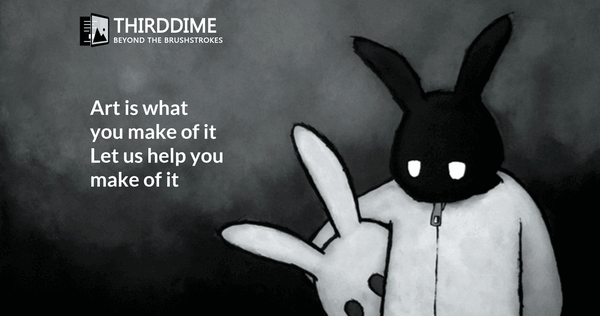 THIRDDIME
BEYOND THE BRUSHSTROKES
Art is what
you make of it
Let us help you
make of it